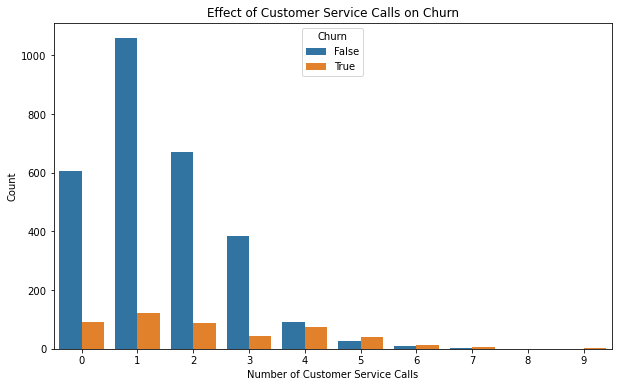 Effect of Customer Service Calls on Churn
Churn
False
True
1000
800
600
400
200
0
Count
0 1 2 3 4 5 6 7 8 9
Number of Customer Service Calls